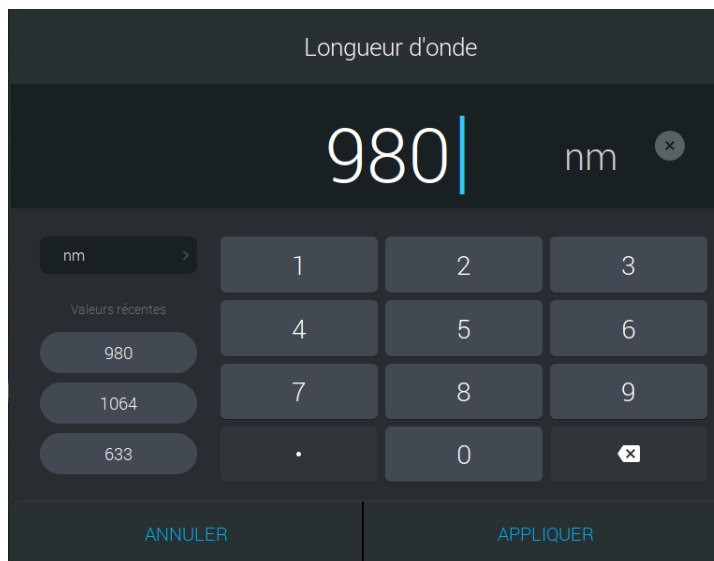 Longueur d'onde
980 nm
nm
Valeurs récentes
980
1064
633
1 2 3
4 5 6
7 8 9
. 0
ANNULER APPLIQUER